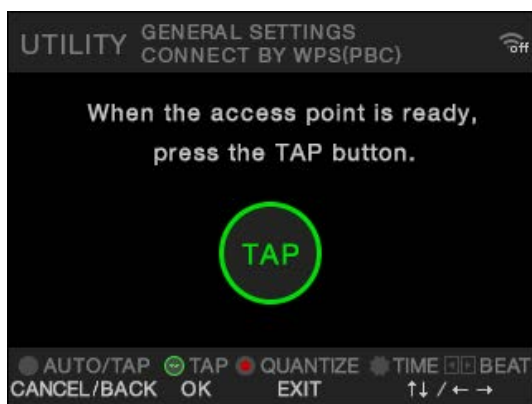 UTILITY GENERAL SETTINGS
CONNECT BY WPS(PBC)
off
When the access point is ready,
press the TAP button.
TAP
AUTO/TAP TAP QUANTIZE TIME BEAT
CANCEL/BACK OK EXIT ↑↓ / ← →